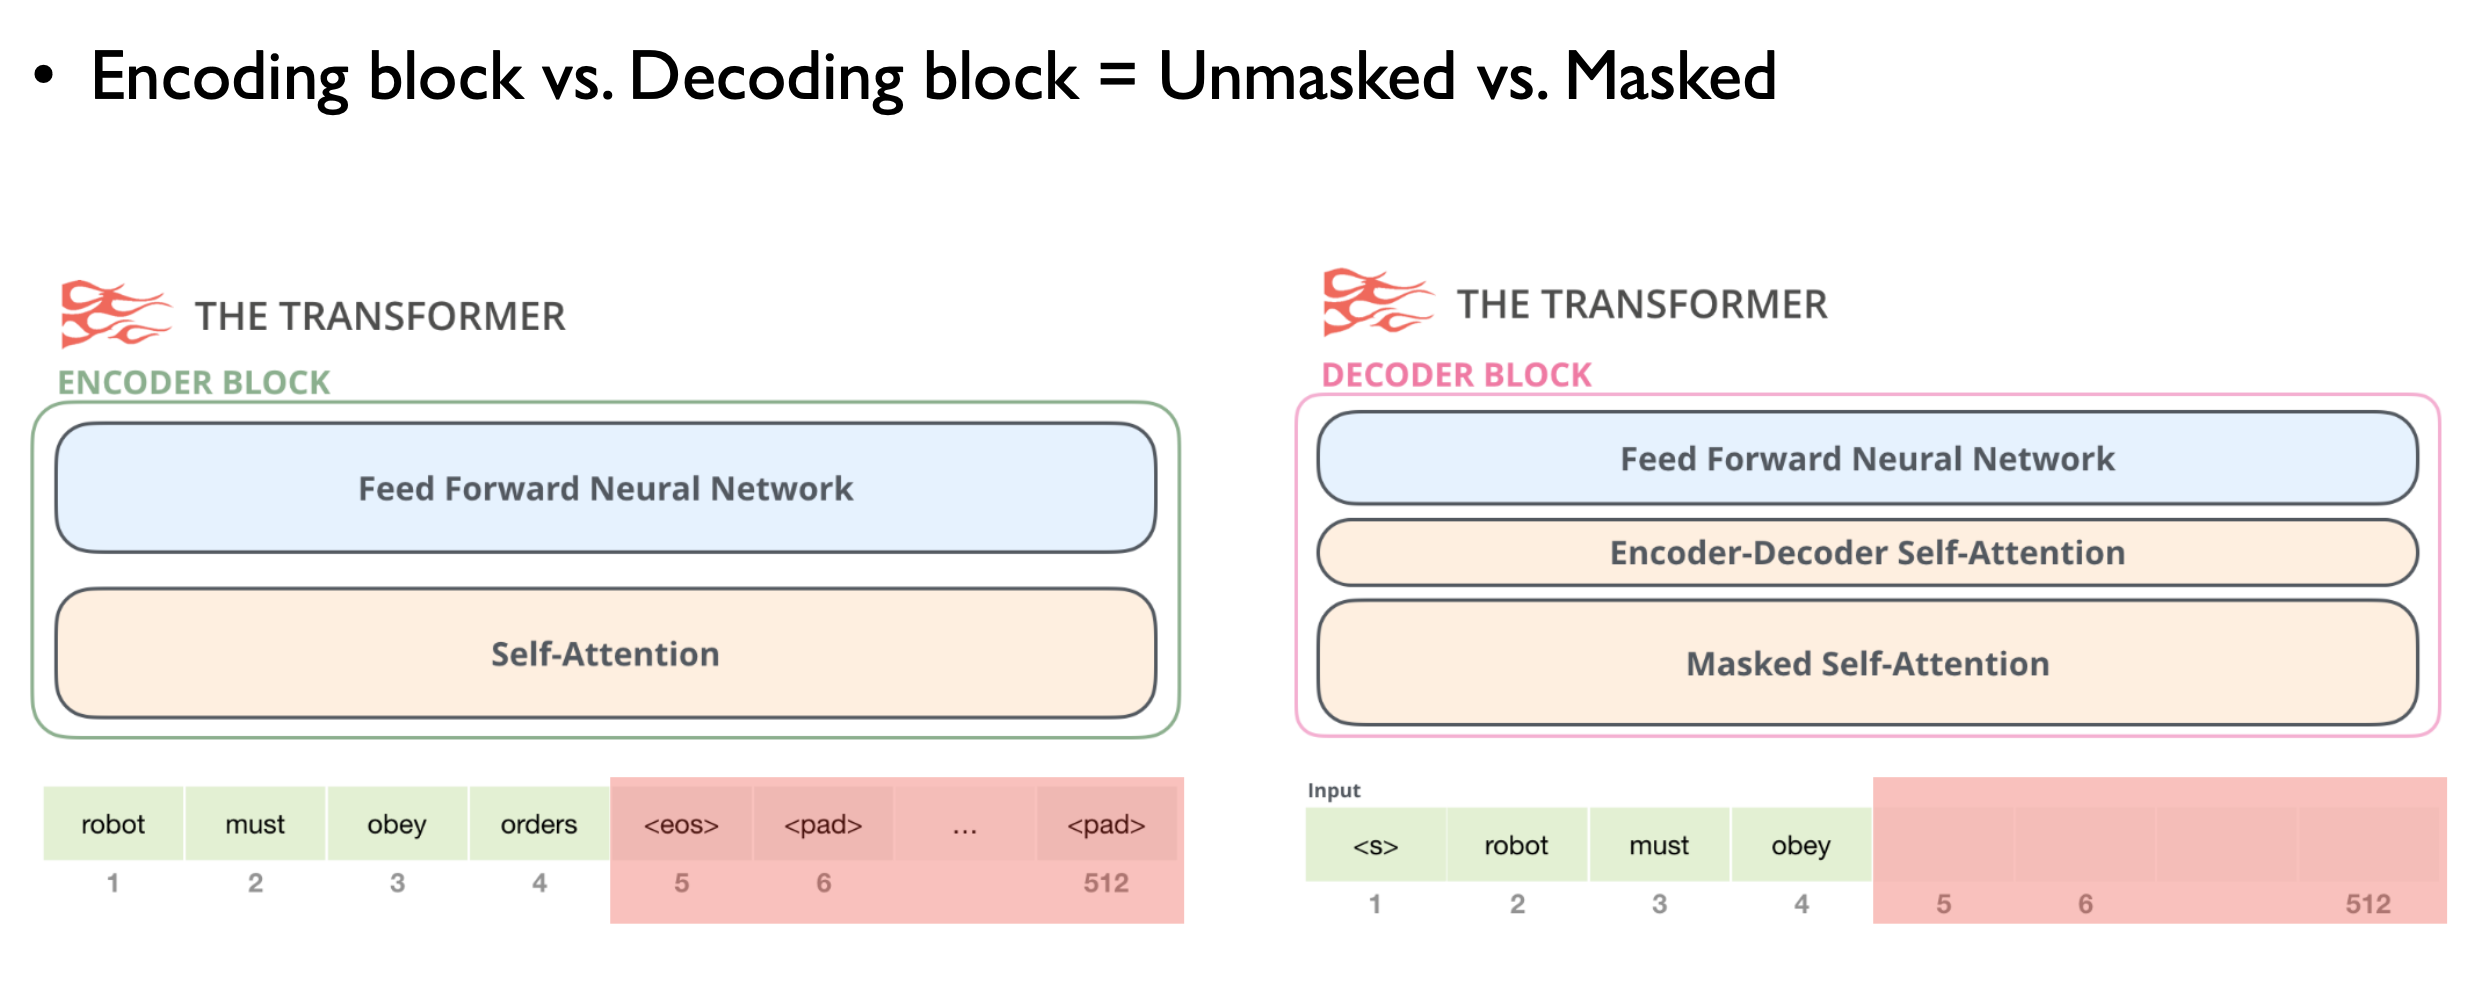 • Encoding block vs. Decoding block = Unmasked vs. Masked
THE TRANSFORMER
ENCODER BLOCK
Feed Forward Neural Network
Self-Attention
robot must obey orders <eos> <pad> ... <pad>
1 2 3 4 5 6 512
THE TRANSFORMER
DECODER BLOCK
Feed Forward Neural Network
Encoder-Decoder Self-Attention
Masked Self-Attention
Input
<s> robot must obey
1 2 3 4 5 6 512